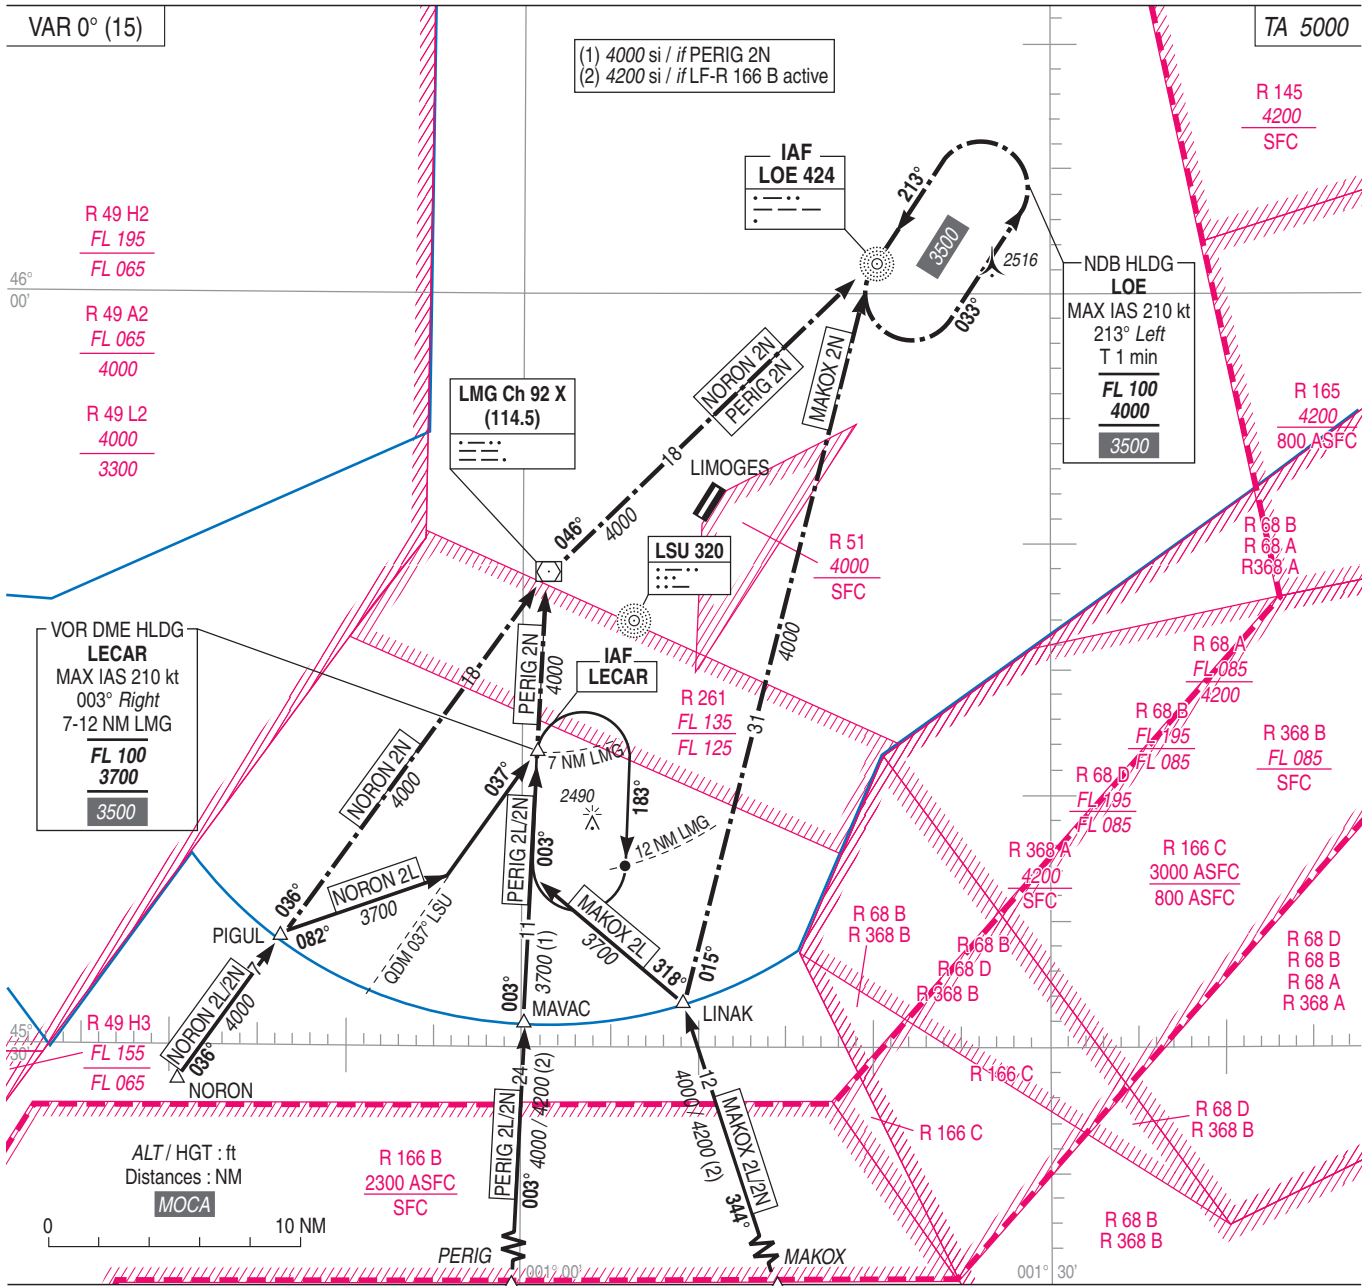 VAR 0° (15)
(1) 4000 si / if PERIG 2N
(2) 4200 si / if LF-R 166 B active
TA 5000
R 145
4200
SFC
IAF
LOE 424
213°
3500
2516
033°
R 49 H2
FL 195
FL 065
46°
00'
R 49 A2
FL 065
4000
R 49 L2
4000
3300
NDB HLDG
LOE
MAX IAS 210 kt
213° Left
T 1 min
FL 100
4000
3500
NORON 2N
PERIG 2N
MAKOX 2N
LMG Ch 92 X
(114.5)
R 165
4200
800 ASFC
18
LIMOGES
046°
4000
LSU 320
R 51
4000
SFC
R 68 B
R 68 A
R368 A
VOR DME HLDG
LECAR
MAX IAS 210 kt
003° Right
7-12 NM LMG
FL 100
3700
3500
18
PERIG 2N
4000
IAF
LECAR
4000
31
R 261
FL 135
FL 125
R 68 A
FL 085
4200
R 68 B
FL 195
FL 085
R 368 B
FL 085
SFC
R 68 D
FL 195
FL 085
NORON 2N
4000
037°
7 NM LMG
183°
2490
12 NM LMG
PERIG 2L/2N
003°
R 368 A
4200
SFC
R 166 C
3000 ASFC
800 ASFC
036°
NORON 2L
3700
PIGUL
082°
QDM 037° LSU
MAKOX 2L
3700
318°
015°
11
3700 (1)
003°
MAVAC
LINAK
R 68 B
R 368 B
R 68 B
R 68 D
R 368 B
R 68 D
R 68 B
R 68 A
R 368 A
NORON 2L/2N
7
4000
036°
NORON
45°
30'
R 49 H3
FL 155
FL 065
24
PERIG 2L/2N
4000 / 4200 (2)
003°
12
4000 / 4200 (2)
MAKOX 2L/2N
344°
R 166 C
R 166 C
R 68 D
R 368 B
ALT / HGT : ft
Distances : NM
MOCA
0
10 NM
R 166 B
2300 ASFC
SFC
R 68 B
R 368 B
PERIG
MAKOX
001° 00'
001° 30'